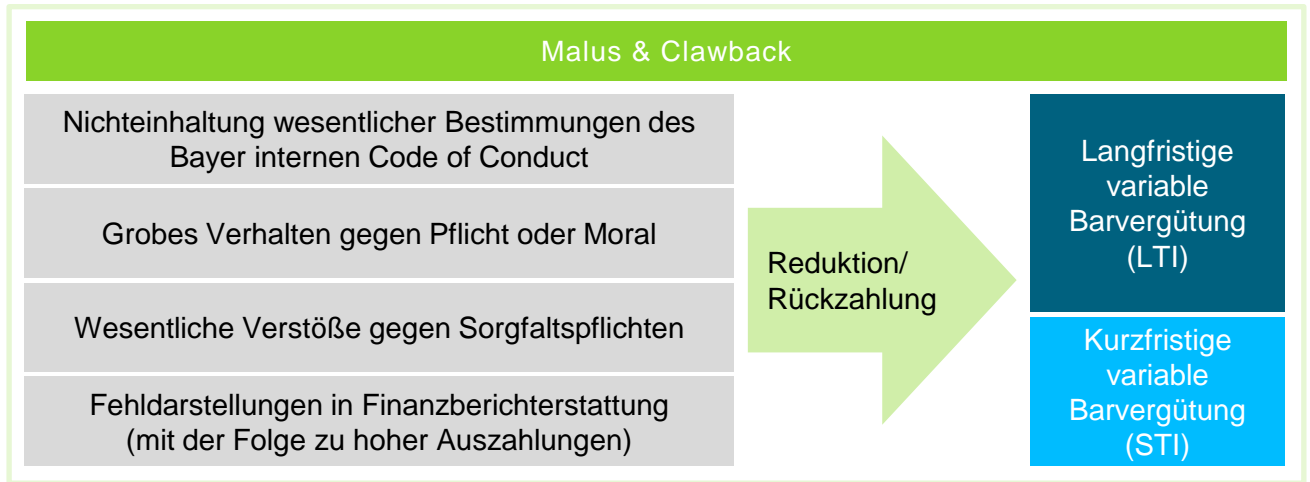 Malus & Clawback
Nichteinhaltung wesentlicher Bestimmungen des
Bayer internen Code of Conduct
Grobes Verhalten gegen Pflicht oder Moral
Wesentliche Verstöße gegen Sorgfaltspflichten
Fehldarstellungen in Finanzberichterstattung
(mit der Folge zu hoher Auszahlungen)
Reduktion/
Rückzahlung
Langfristige
variable
Barvergütung
(LTI)
Kurzfristige
variable
Barvergütung
(STI)